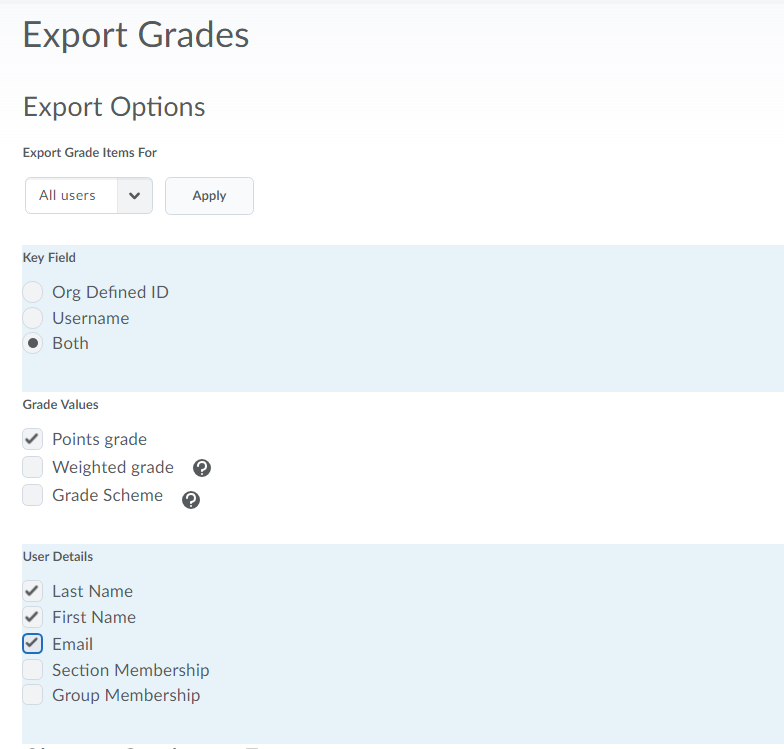 Export Grades
Export Options
Export Grade Items For
All users
Apply
Key Field
Org Defined ID
Username
Both
Grade Values
Points grade
Weighted grade
Grade Scheme
User Details
Last Name
First Name
Email
Section Membership
Group Membership